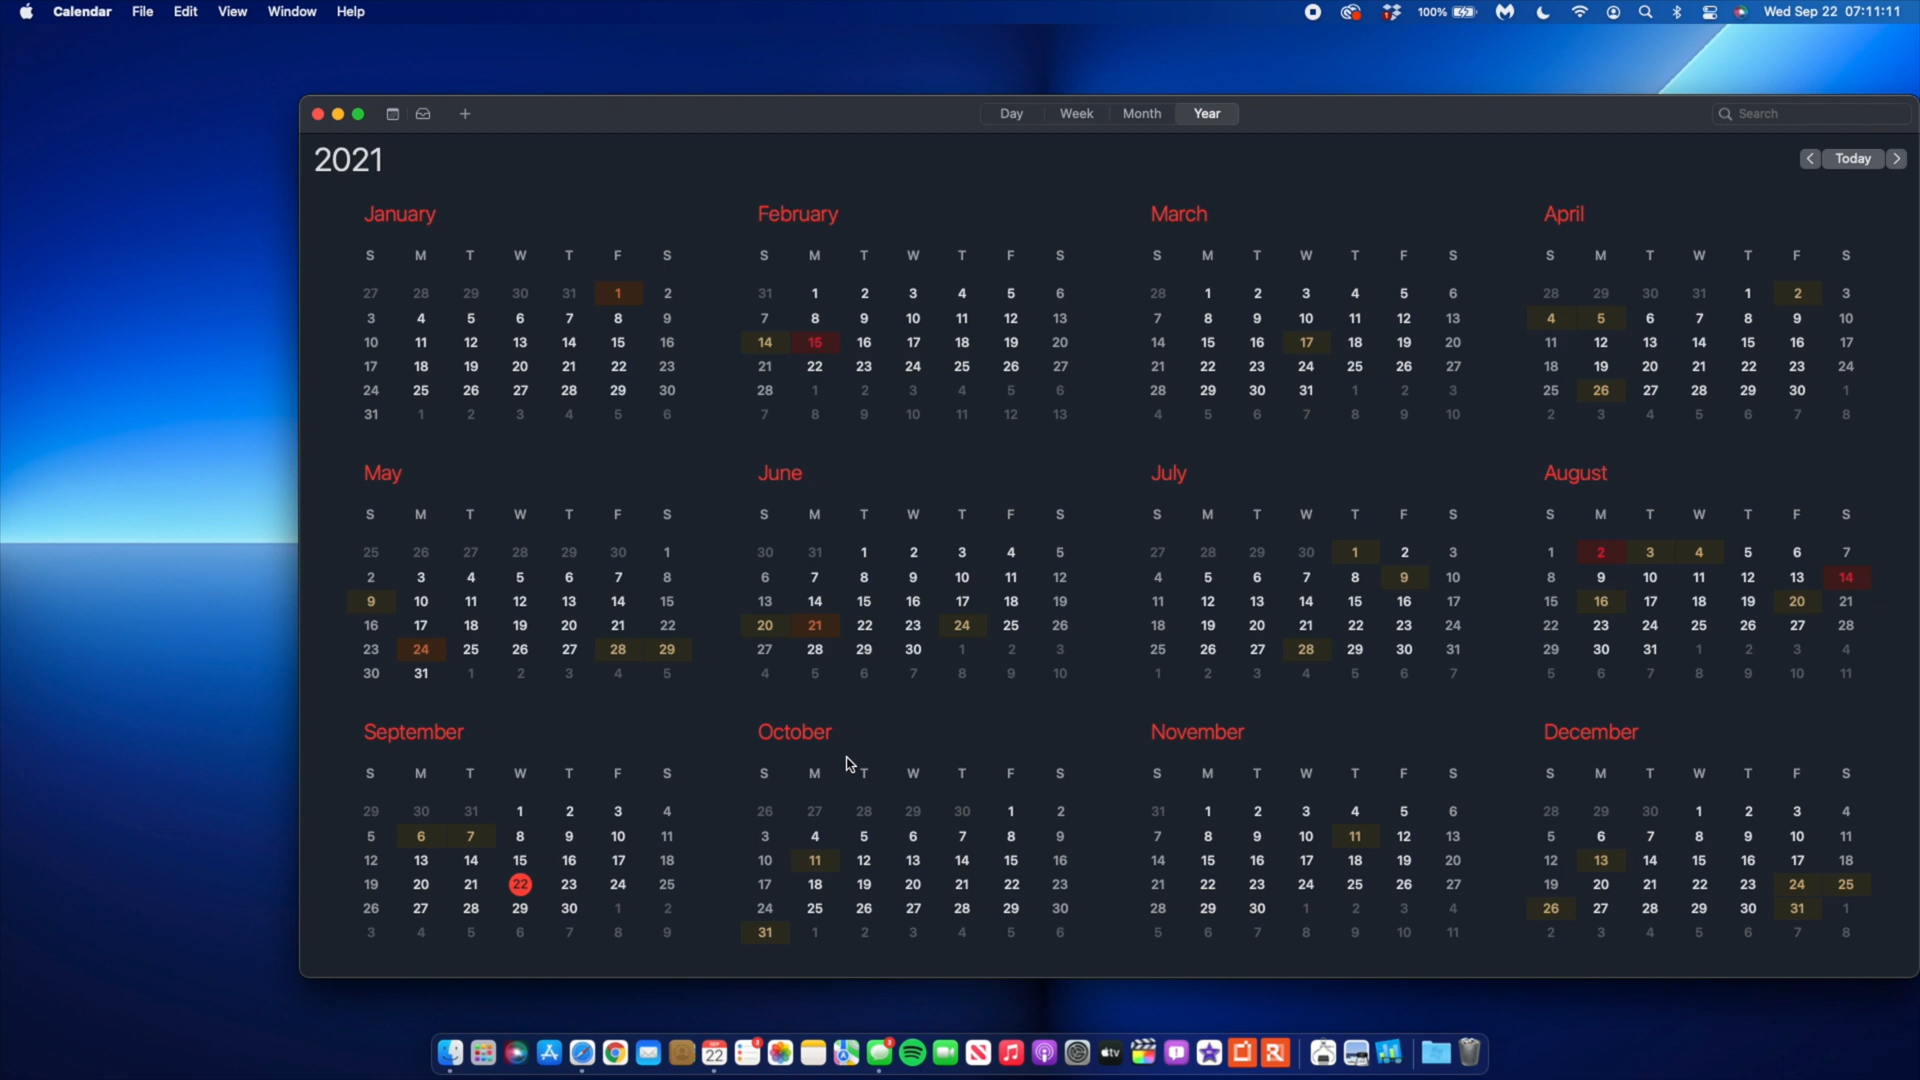 Calendar File Edit View Window Help 100% Wed Sep 22 07:11:11
Day Week Month Year Search
2021 Today
January February March April
S M T W T F S S M T W T F S S M T W T F S S M T W T F S
27 28 29 30 31 1 2 31 1 2 3 4 5 6 28 1 2 3 4 5 6 28 29 30 31 1 2 3
3 4 5 6 7 8 9 7 8 9 10 11 12 13 7 8 9 10 11 12 13 4 5 6 7 8 9 10
10 11 12 13 14 15 16 14 15 16 17 18 19 20 14 15 16 17 18 19 20 11 12 13 14 15 16 17
17 18 19 20 21 22 23 21 22 23 24 25 26 27 21 22 23 24 25 26 27 18 19 20 21 22 23 24
24 25 26 27 28 29 30 28 1 2 3 4 5 6 28 29 30 31 1 2 3 25 26 27 28 29 30 1
31 1 2 3 4 5 6 7 8 9 10 11 12 13 4 5 6 7 8 9 10 2 3 4 5 6 7 8
May June July August
S M T W T F S S M T W T F S S M T W T F S S M T W T F S
25 26 27 28 29 30 1 30 31 1 2 3 4 5 27 28 29 30 1 2 3 1 2 3 4 5 6 7
2 3 4 5 6 7 8 6 7 8 9 10 11 12 4 5 6 7 8 9 10 8 9 10 11 12 13 14
9 10 11 12 13 14 15 13 14 15 16 17 18 19 11 12 13 14 15 16 17 15 16 17 18 19 20 21
16 17 18 19 20 21 22 20 21 22 23 24 25 26 18 19 20 21 22 23 24 22 23 24 25 26 27 28
23 24 25 26 27 28 29 27 28 29 30 1 2 3 25 26 27 28 29 30 31 29 30 31 1 2 3 4
30 31 1 2 3 4 5 4 5 6 7 8 9 10 1 2 3 4 5 6 7 5 6 7 8 9 10 11
September October November December
S M T W T F S S M T W T F S S M T W T F S S M T W T F S
29 30 31 1 2 3 4 26 27 28 29 30 1 2 31 1 2 3 4 5 6 28 29 30 1 2 3 4
5 6 7 8 9 10 11 3 4 5 6 7 8 9 7 8 9 10 11 12 13 5 6 7 8 9 10 11
12 13 14 15 16 17 18 10 11 12 13 14 15 16 14 15 16 17 18 19 20 12 13 14 15 16 17 18
19 20 21 22 23 24 25 17 18 19 20 21 22 23 21 22 23 24 25 26 27 19 20 21 22 23 24 25
26 27 28 29 30 1 2 24 25 26 27 28 29 30 28 29 30 1 2 3 4 26 27 28 29 30 31 1
3 4 5 6 7 8 9 31 1 2 3 4 5 6 5 6 7 8 9 10 11 2 3 4 5 6 7 8
22 3 tv